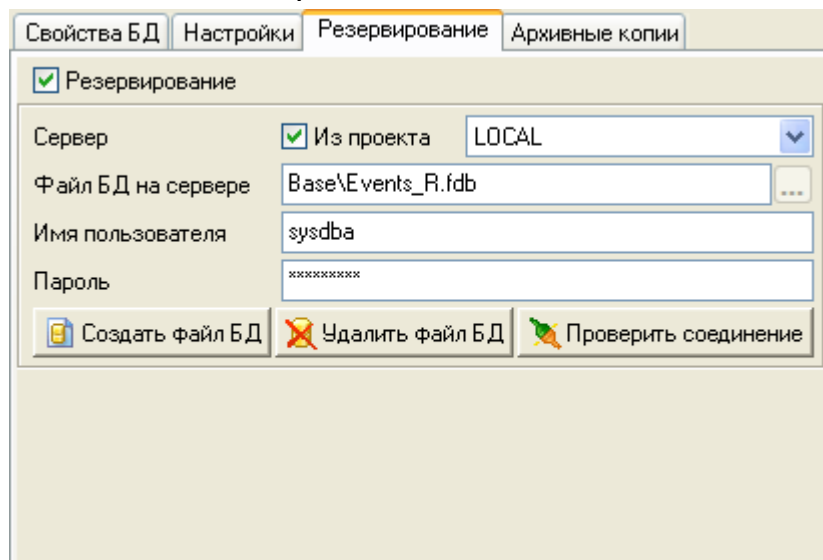 Свойства БД Настройки Резервирование Архивные копии
Резервирование
Сервер Из проекта LOCAL
Файл БД на сервере Base\Events_R.fdb ...
Имя пользователя sysdba
Пароль *********
Создать файл БД Удалить файл БД Проверить соединение